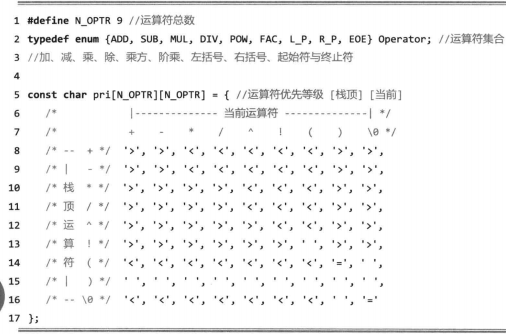 1 #define N_OPTR 9 //运算符总数
2 typedef enum {ADD, SUB, MUL, DIV, POW, FAC, L_P, R_P, EOE} Operator; //运算符集合
3 //加、减、乘、除、乘方、阶乘、左括号、右括号、起始符与终止符
4
5 const char pri[N_OPTR][N_OPTR] = { //运算符优先等级 [栈顶] [当前]
6 /* |-------------- 当前运算符 --------------| */
7 /* + - * / ^ ! ( ) \0 */
8 /* -- + */ '>', '>', '<', '<', '<', '<', '<', '>', '>',
9 /* | - */ '>', '>', '<', '<', '<', '<', '<', '>', '>',
10 /* 栈 * */ '>', '>', '>', '>', '<', '<', '<', '>', '>',
11 /* 顶 / */ '>', '>', '>', '>', '<', '<', '<', '>', '>',
12 /* 运 ^ */ '>', '>', '>', '>', '>', '<', '<', '>', '>',
13 /* 算 ! */ '>', '>', '>', '>', '>', '>', ' ', '>', '>',
14 /* 符 ( */ '<', '<', '<', '<', '<', '<', '<', '=', ' ',
15 /* | ) */ ' ', ' ', ' ', ' ', ' ', ' ', ' ', ' ', ' ',
16 /* -- \0 */ '<', '<', '<', '<', '<', '<', '<', ' ', '='
17 };